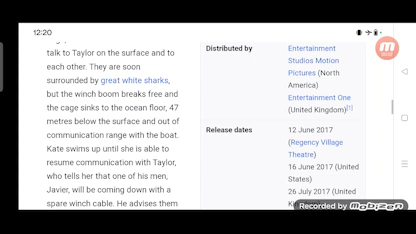 12:20
talk to Taylor on the surface and to
each other. They are soon
surrounded by great white sharks,
but the winch boom breaks free and
the cage sinks to the ocean floor, 47
metres below the surface and out of
communication range with the boat.
Kate swims up until she is able to
resume communication with Taylor,
who tells her that one of his men,
Javier, will be coming down with a
spare winch cable. He advises them
Distributed by
Entertainment
Studios Motion
Pictures (North
America)
Entertainment One
(United Kingdom)[1]
Release dates
12 June 2017
(Regency Village
Theatre)
16 June 2017 (United
States)
26 July 2017 (United
Recorded by Mobizen